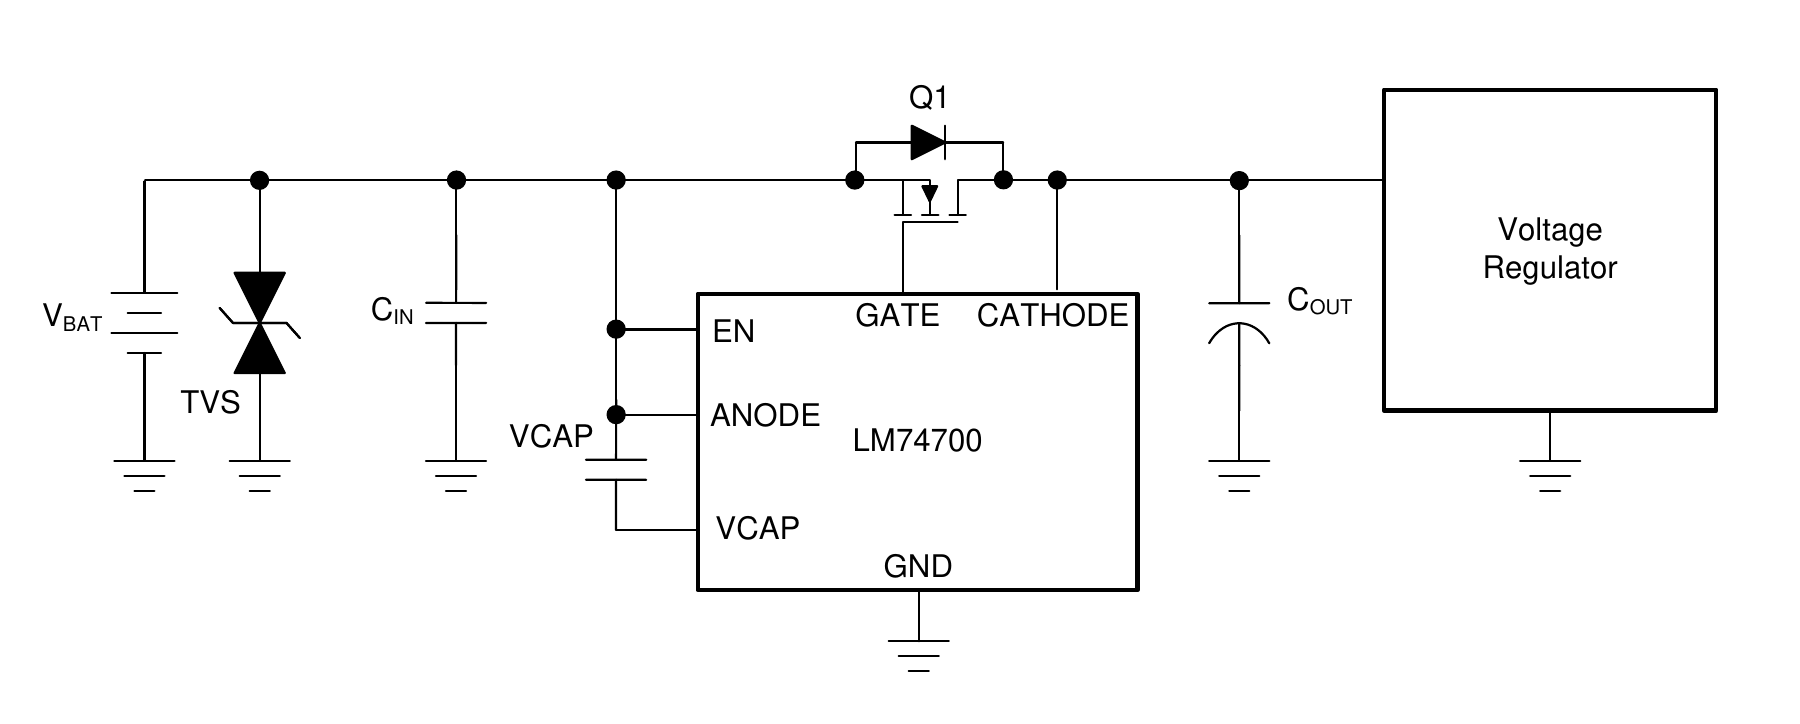 Q1
Voltage
Regulator
VBAT
TVS
CIN
COUT
GATE CATHODE
EN
ANODE
VCAP
LM74700
VCAP
GND